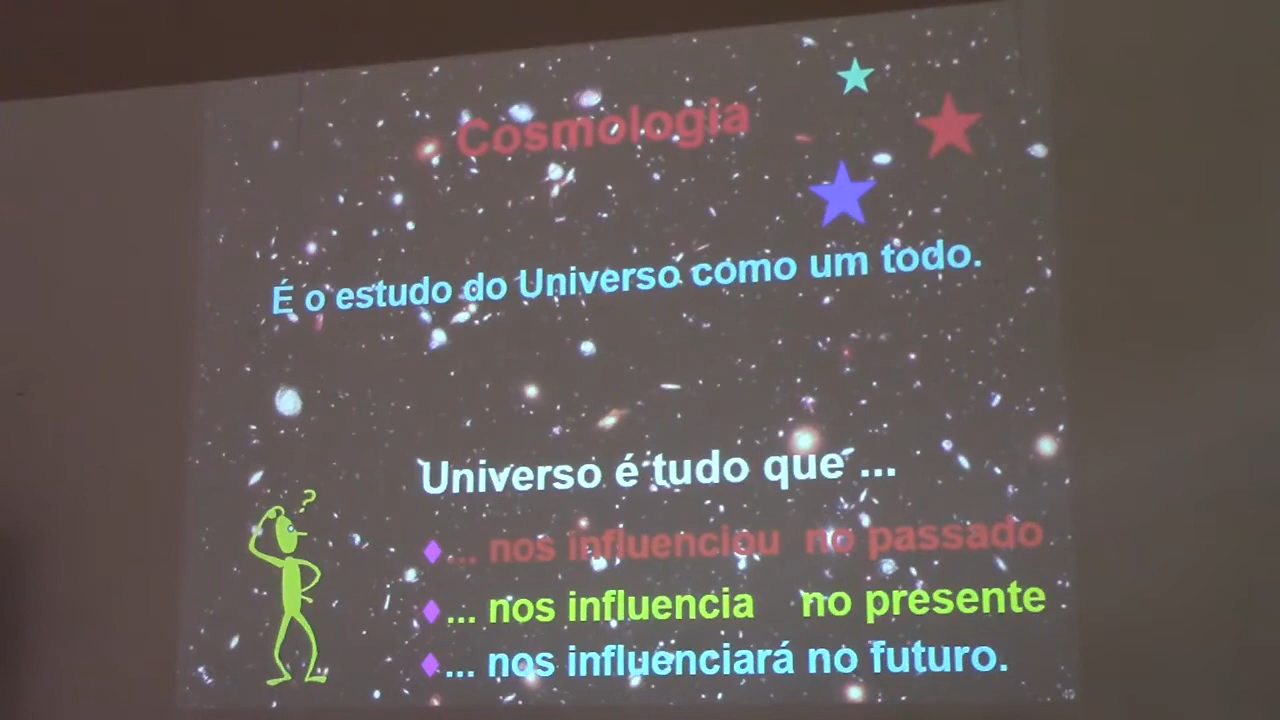 Cosmologia
É o estudo do Universo como um todo.
?
Universo é tudo que ...
... nos influenciou no passado
... nos influencia no presente
... nos influenciará no futuro.